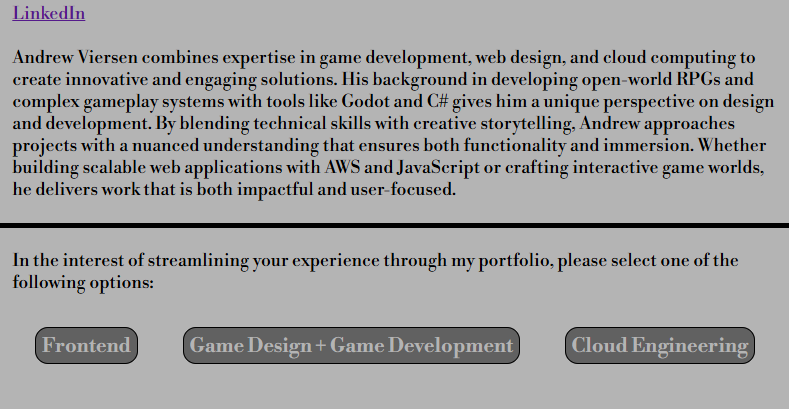 LinkedIn
Andrew Viersen combines expertise in game development, web design, and cloud computing to
create innovative and engaging solutions. His background in developing open-world RPGs and
complex gameplay systems with tools like Godot and C# gives him a unique perspective on design
and development. By blending technical skills with creative storytelling, Andrew approaches
projects with a nuanced understanding that ensures both functionality and immersion. Whether
building scalable web applications with AWS and JavaScript or crafting interactive game worlds,
he delivers work that is both impactful and user-focused.
In the interest of streamlining your experience through my portfolio, please select one of the
following options:
Frontend
Game Design + Game Development
Cloud Engineering